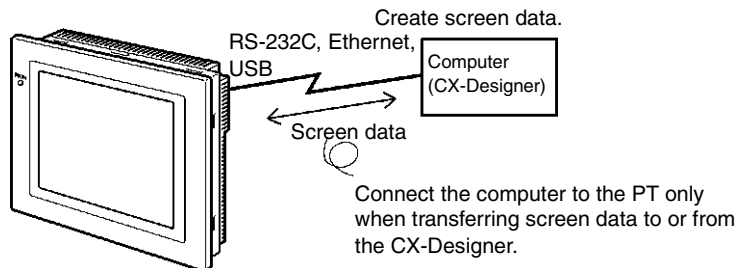 Create screen data.
RS-232C, Ethernet,
USB
Computer
(CX-Designer)
Screen data
Connect the computer to the PT only
when transferring screen data to or from
the CX-Designer.